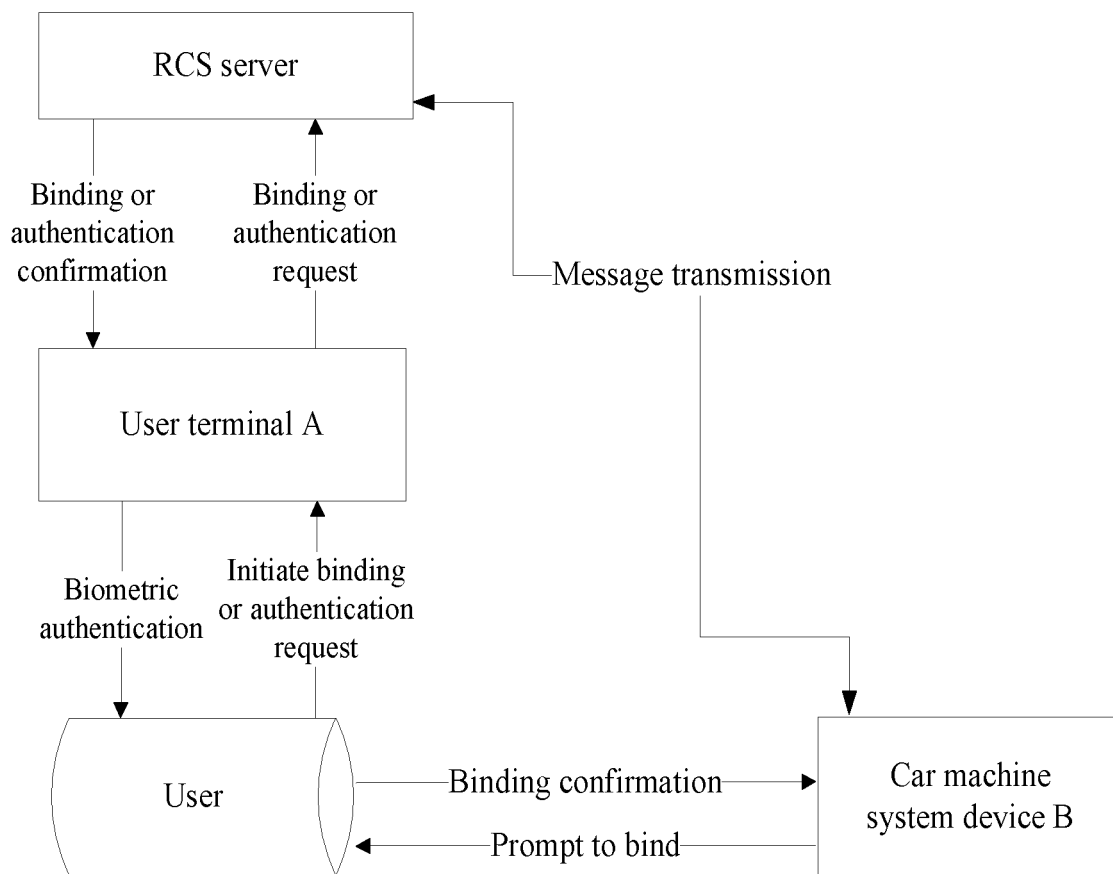 RCS server
Binding or
authentication
confirmation
Binding or
authentication
request
Message transmission
User terminal A
Biometric
authentication
Initiate binding
or authentication
request
User
Binding confirmation
Prompt to bind
Car machine
system device B